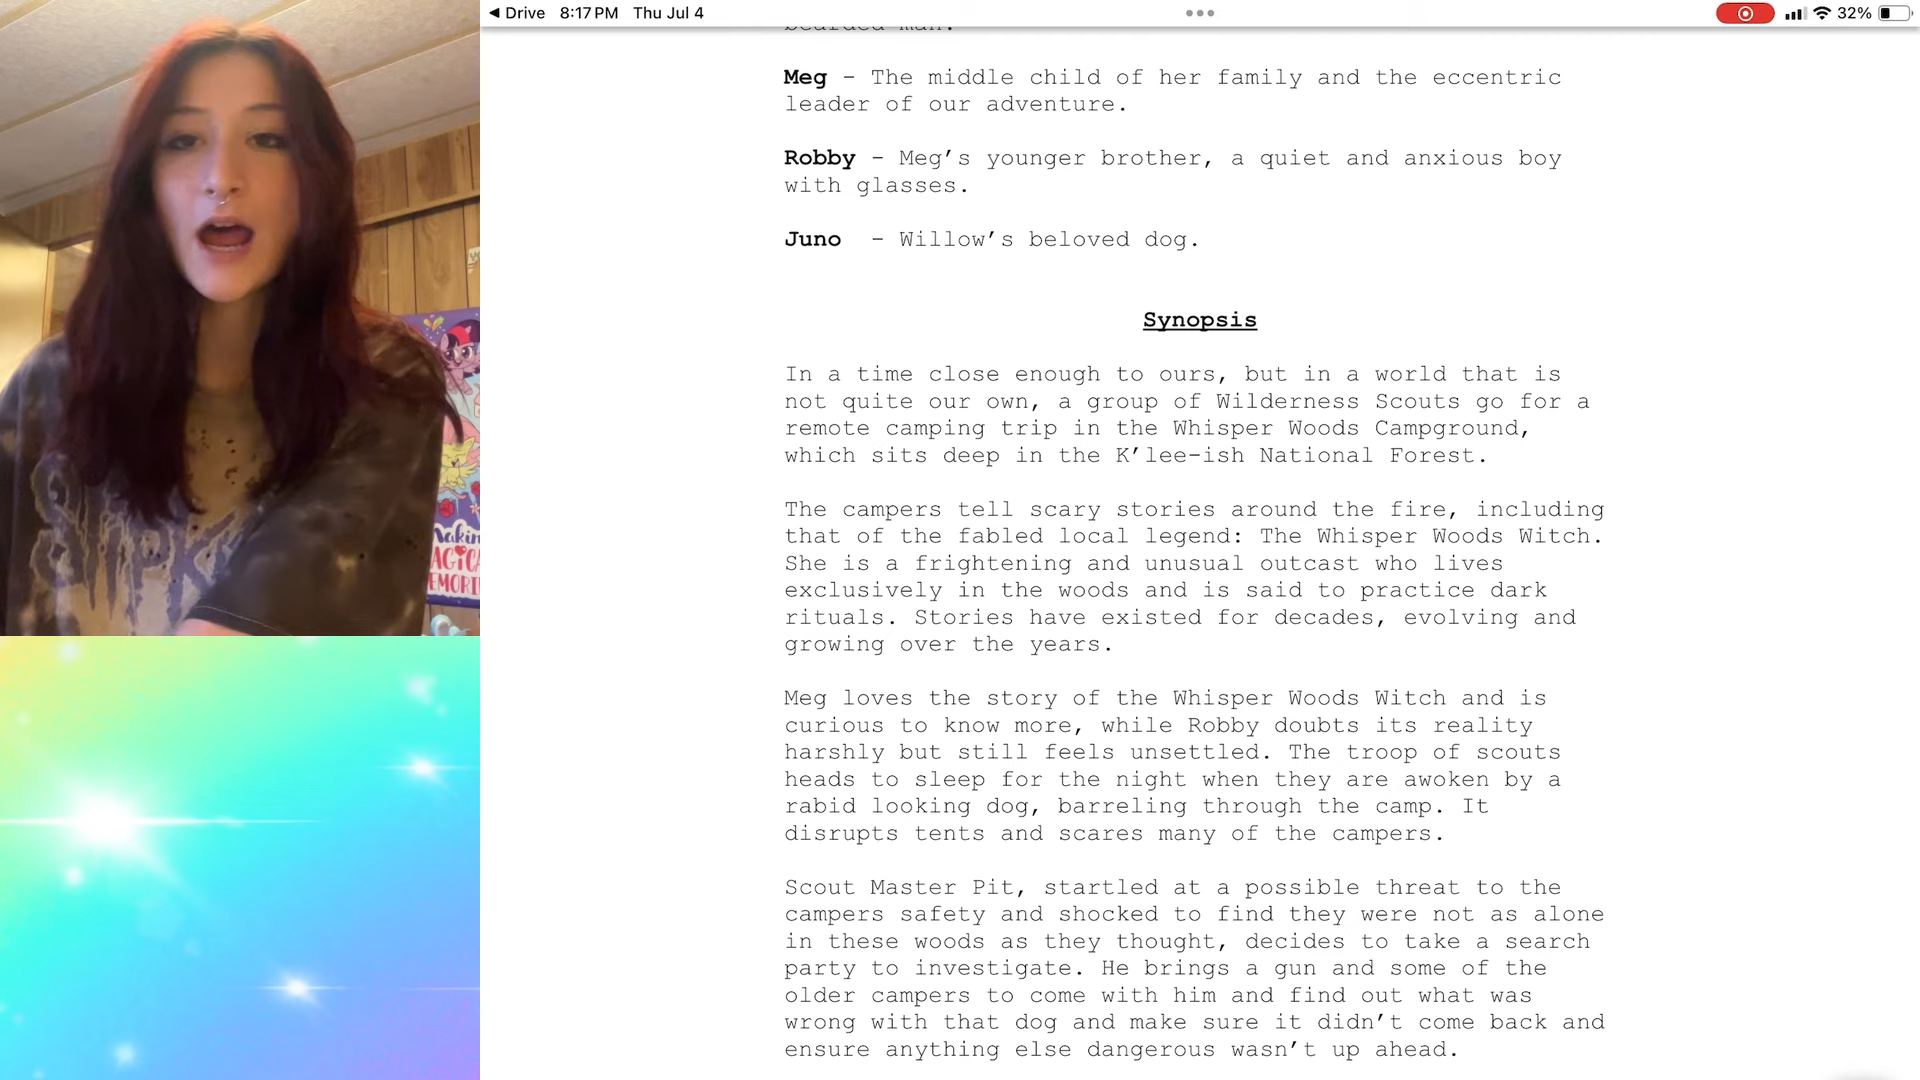 Drive 8:17 PM Thu Jul 4
32%
bearded man.
Meg - The middle child of her family and the eccentric
leader of our adventure.
Robby - Meg’s younger brother, a quiet and anxious boy
with glasses.
Juno - Willow’s beloved dog.
Synopsis
In a time close enough to ours, but in a world that is
not quite our own, a group of Wilderness Scouts go for a
remote camping trip in the Whisper Woods Campground,
which sits deep in the K’lee-ish National Forest.
The campers tell scary stories around the fire, including
that of the fabled local legend: The Whisper Woods Witch.
She is a frightening and unusual outcast who lives
exclusively in the woods and is said to practice dark
rituals. Stories have existed for decades, evolving and
growing over the years.
Meg loves the story of the Whisper Woods Witch and is
curious to know more, while Robby doubts its reality
harshly but still feels unsettled. The troop of scouts
heads to sleep for the night when they are awoken by a
rabid looking dog, barreling through the camp. It
disrupts tents and scares many of the campers.
Scout Master Pit, startled at a possible threat to the
campers safety and shocked to find they were not as alone
in these woods as they thought, decides to take a search
party to investigate. He brings a gun and some of the
older campers to come with him and find out what was
wrong with that dog and make sure it didn’t come back and
ensure anything else dangerous wasn’t up ahead.